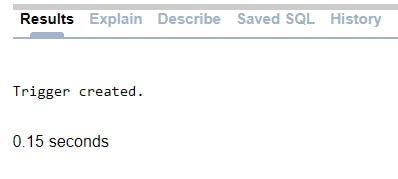 Results Explain Describe Saved SQL History
Trigger created.
0.15 seconds